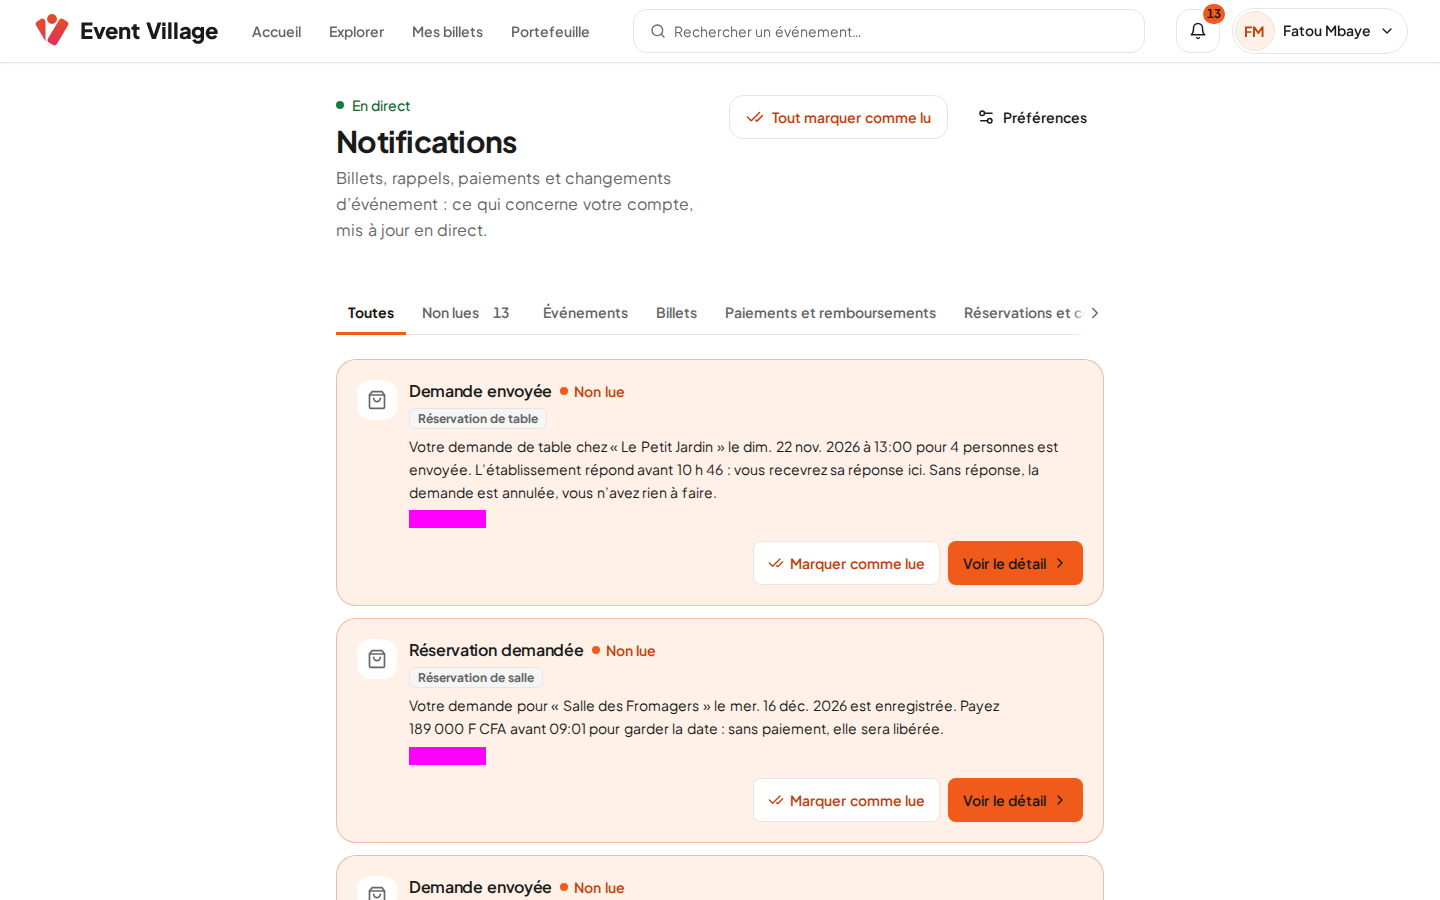 Event Village
Accueil
Explorer
Mes billets
Portefeuille
Rechercher un événement…
13
FM
Fatou Mbaye
En direct
Notifications
Billets, rappels, paiements et changements
d’événement : ce qui concerne votre compte,
mis à jour en direct.
Tout marquer comme lu
Préférences
Toutes
Non lues 13
Événements
Billets
Paiements et remboursements
Réservations et
Demande envoyée
Non lue
Réservation de table
Votre demande de table chez « Le Petit Jardin » le dim. 22 nov. 2026 à 13:00 pour 4 personnes est
envoyée. L’établissement répond avant 10 h 46 : vous recevrez sa réponse ici. Sans réponse, la
demande est annulée, vous n’avez rien à faire.
Marquer comme lue
Voir le détail
Réservation demandée
Non lue
Réservation de salle
Votre demande pour « Salle des Fromagers » le mer. 16 déc. 2026 est enregistrée. Payez
189 000 F CFA avant 09:01 pour garder la date : sans paiement, elle sera libérée.
Marquer comme lue
Voir le détail
Demande envoyée
Non lue